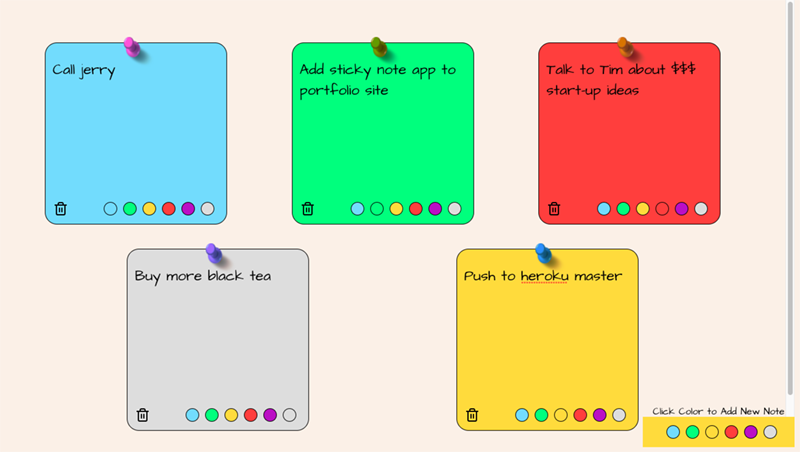 Call jerry
Add sticky note app to
portfolio site
Talk to Tim about $$$
start-up ideas
Buy more black tea
Push to heroku master
Click Color to Add New Note